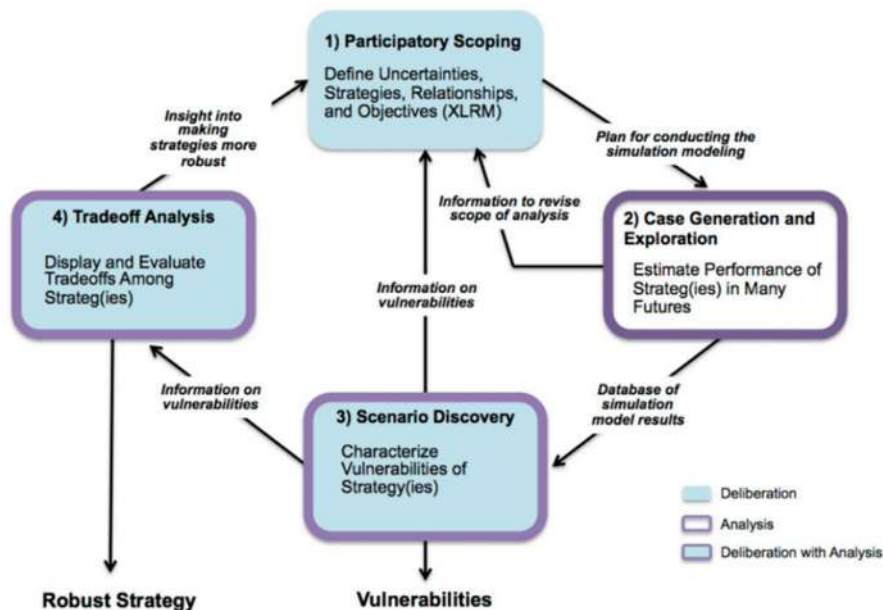 1) Participatory Scoping
Define Uncertainties,
Strategies, Relationships,
and Objectives (XLRM)
Insight into
making
strategies more
robust
Plan for conducting the
simulation modeling
Information to revise
scope of analysis
4) Tradeoff Analysis
Display and Evaluate
Tradeoffs Among
Strateg(ies)
2) Case Generation and
Exploration
Estimate Performance of
Strateg(ies) in Many
Futures
Information on
vulnerabilities
Information on
vulnerabilities
Database of
simulation
model results
3) Scenario Discovery
Characterize
Vulnerabilities of
Strategy(ies)
Deliberation
Analysis
Deliberation with Analysis
Robust Strategy
Vulnerabilities